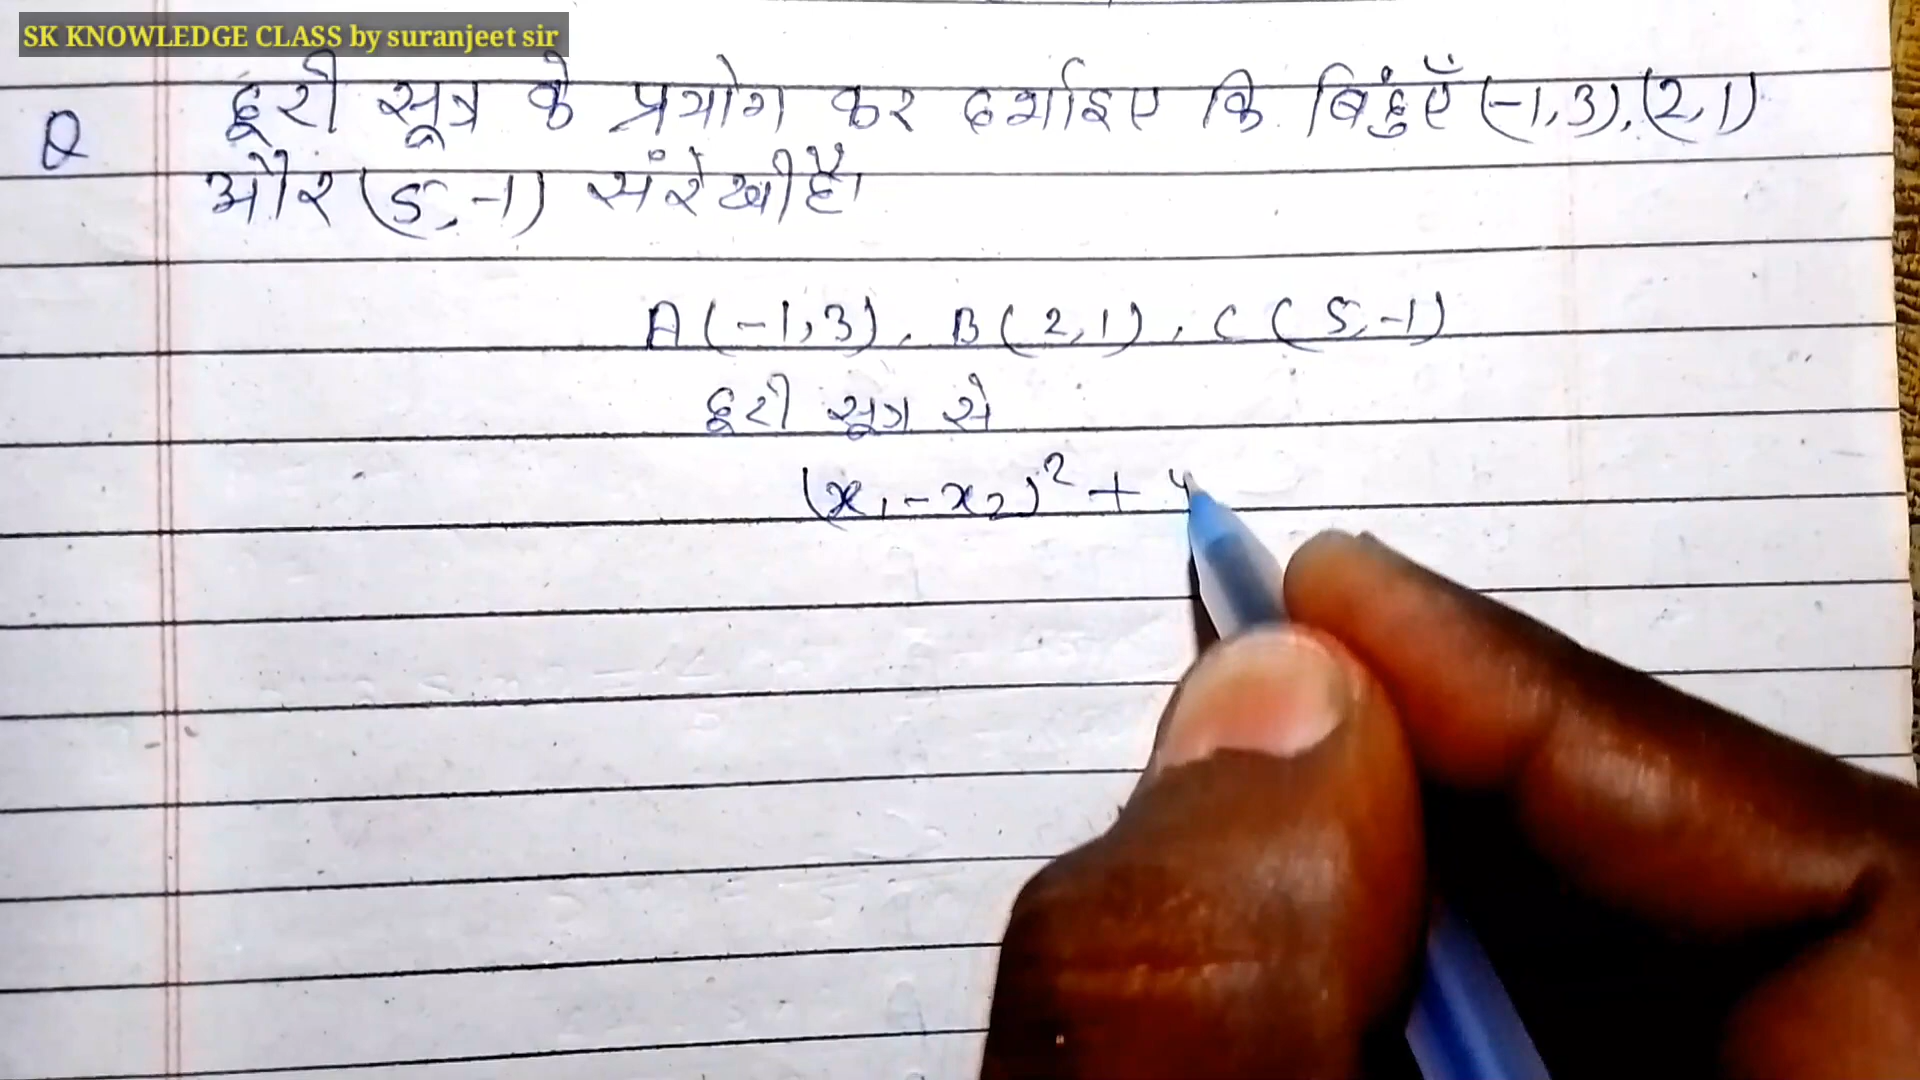 SK KNOWLEDGE CLASS by suranjeet sir
Q दूरी सूत्र के प्रयोग कर दर्शाइए कि बिंदुएँ (-1,3), (2,1)
और (5,-1) संरेखी है।
A(-1,3), B(2,1), C(5,-1)
दूरी सूत्र से
(x₁-x₂)² + y